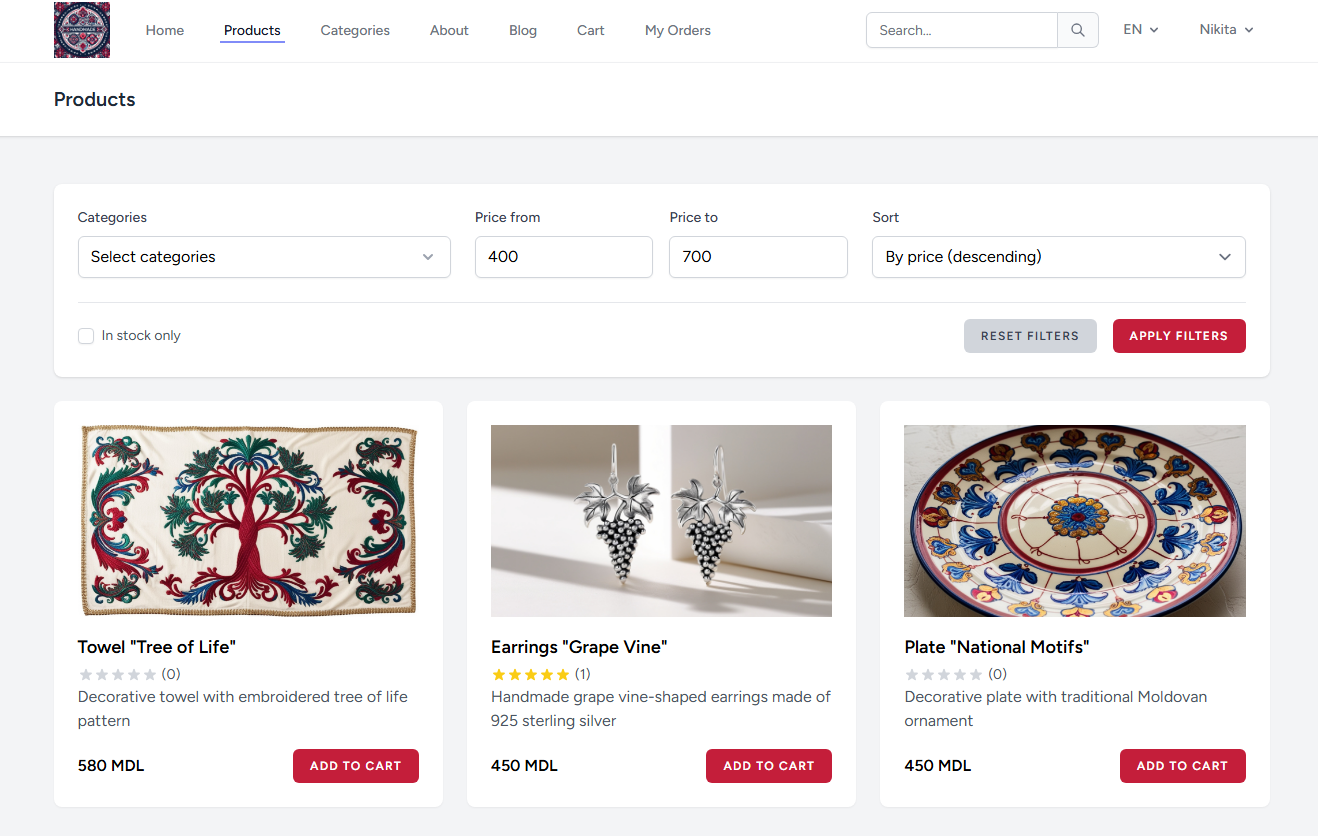 HANDMADE
Home
Products
Categories
About
Blog
Cart
My Orders
Search...
EN
Nikita
Products
Categories
Price from
Price to
Sort
Select categories
400
700
By price (descending)
In stock only
RESET FILTERS
APPLY FILTERS
Towel "Tree of Life"
(0)
Decorative towel with embroidered tree of life
pattern
580 MDL
ADD TO CART
Earrings "Grape Vine"
(1)
Handmade grape vine-shaped earrings made of
925 sterling silver
450 MDL
ADD TO CART
Plate "National Motifs"
(0)
Decorative plate with traditional Moldovan
ornament
450 MDL
ADD TO CART